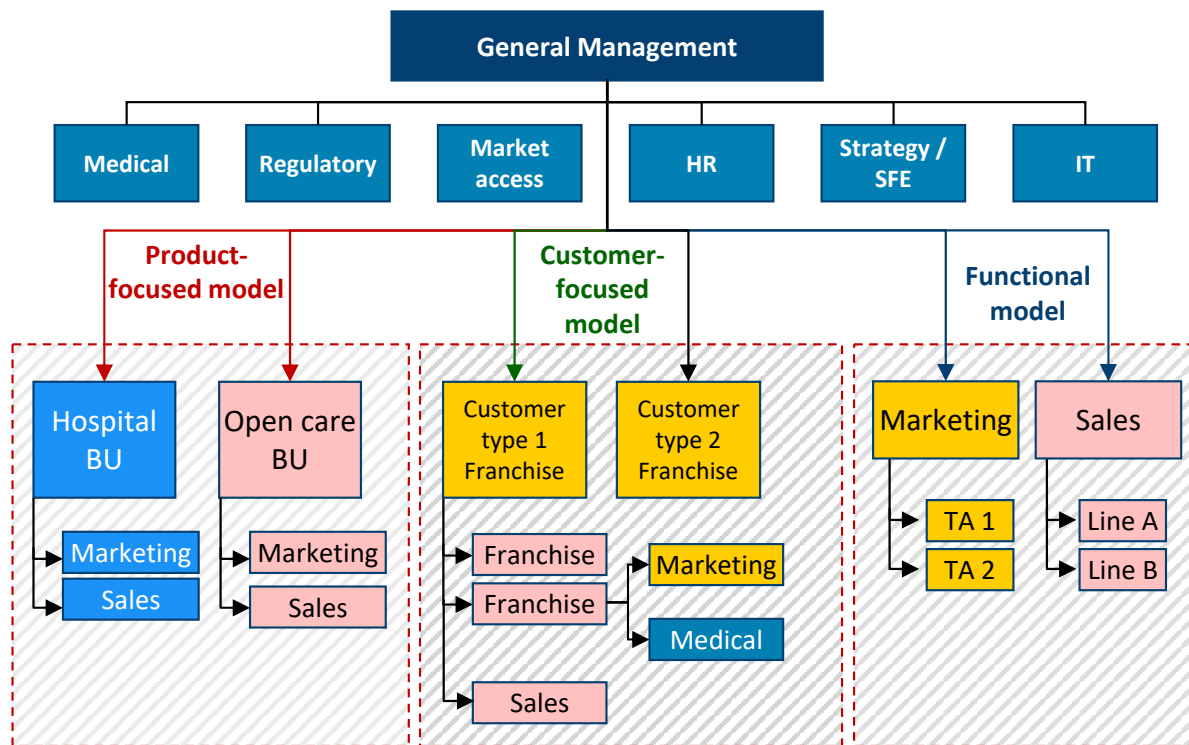 General Management
Medical
Regulatory
Market
access
HR
Strategy /
SFE
IT
Product-
focused model
Customer-
focused
model
Functional
model
Hospital
BU
Marketing
Sales
Open care
BU
Marketing
Sales
Customer
type 1
Franchise
Customer
type 2
Franchise
Franchise
Franchise
Marketing
Medical
Sales
Marketing
TA 1
TA 2
Sales
Line A
Line B